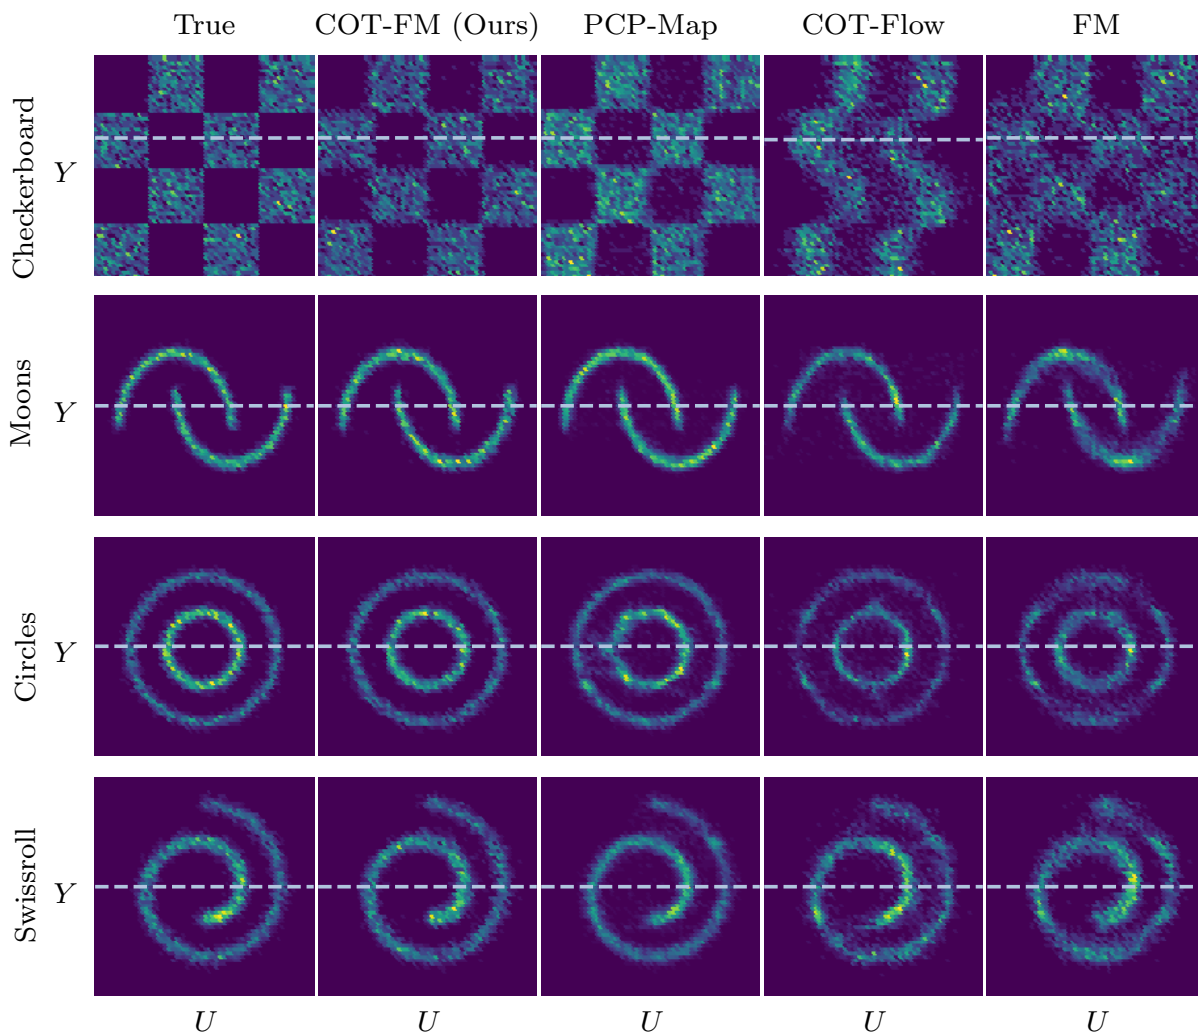 True COT-FM (Ours) PCP-Map COT-Flow FM
Checkerboard
Y
Moons
Y
Circles
Y
Swissroll
Y
U U U U U